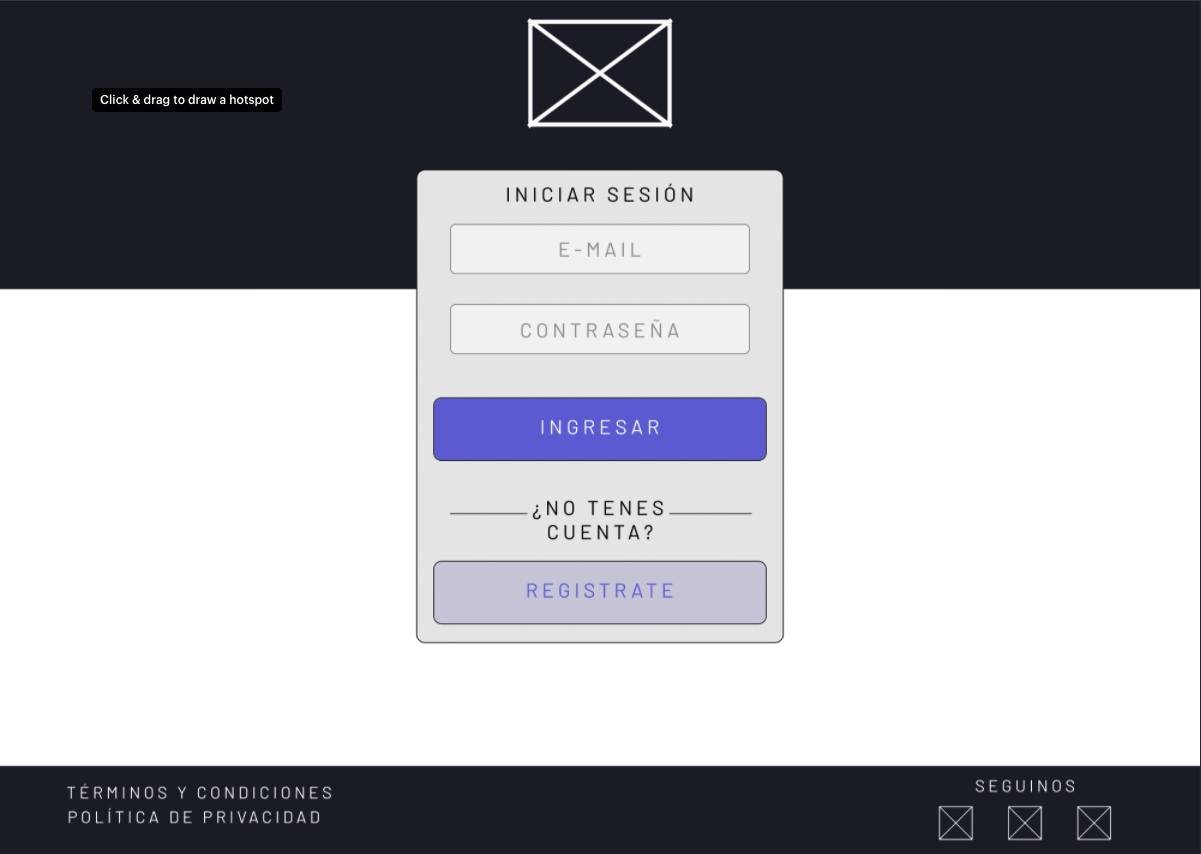 Click & drag to draw a hotspot
INICIAR SESIÓN
E-MAIL
CONTRASEÑA
INGRESAR
¿NO TENES
CUENTA?
REGISTRATE
TÉRMINOS Y CONDICIONES
POLÍTICA DE PRIVACIDAD
SEGUINOS